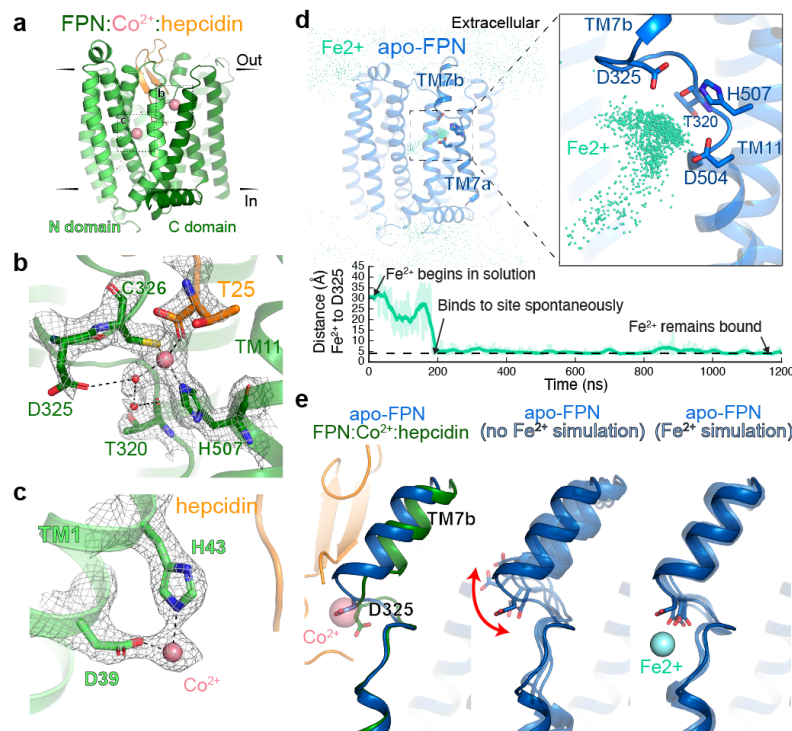 a
FPN:Co²⁺:hepcidin
Out
b
c
In
N domain
C domain
b
C326
T25
TM11
D325
T320
H507
c
hepcidin
TM1
H43
D39
Co²⁺
d
Extracellular
Fe2+
apo-FPN
TM7b
TM7a
TM7b
D325
H507
T320
Fe2+
TM11
D504
Distance (Å)
Fe²⁺ to D325
45
40
35
30
25
20
15
10
5
0
Fe²⁺ begins in solution
Binds to site spontaneously
Fe²⁺ remains bound
0
200
400
600
800
1000
1200
Time (ns)
e
apo-FPN
FPN:Co²⁺:hepcidin
TM7b
D325
Co²⁺
apo-FPN
(no Fe²⁺ simulation)
apo-FPN
(Fe²⁺ simulation)
Fe2+